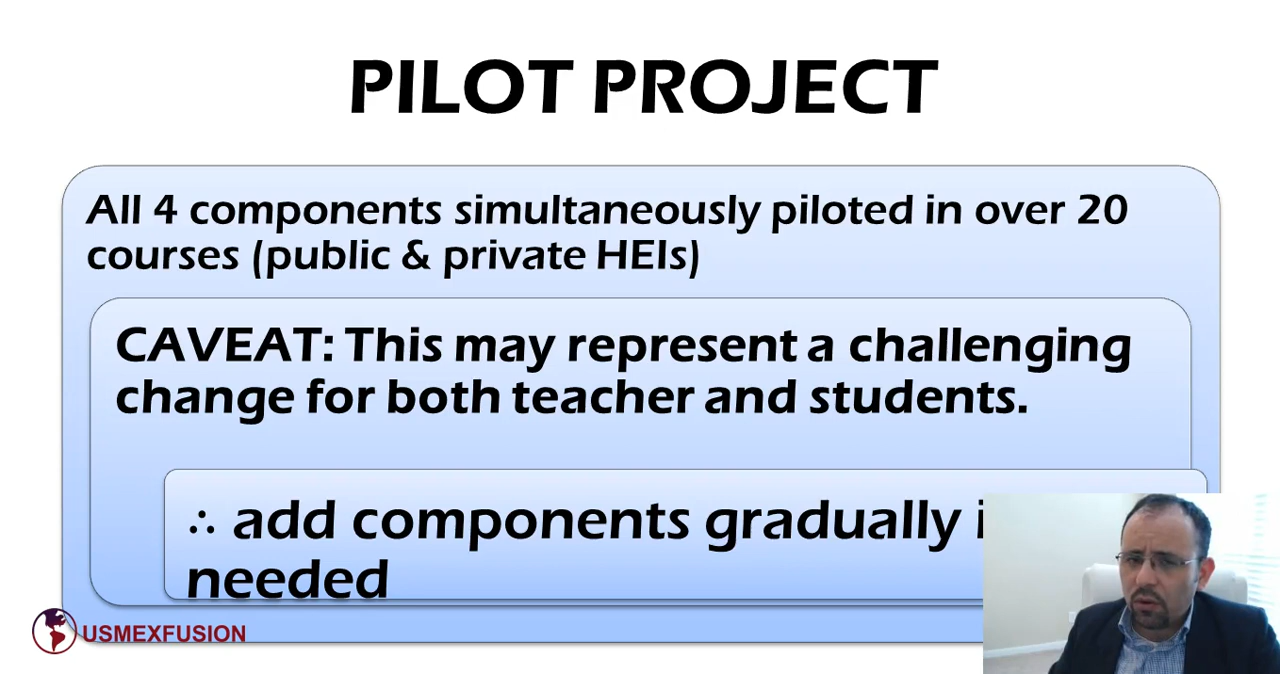 PILOT PROJECT
All 4 components simultaneously piloted in over 20
courses (public & private HEIs)
CAVEAT: This may represent a challenging
change for both teacher and students.
∴ add components gradually
needed
USMEXFUSION